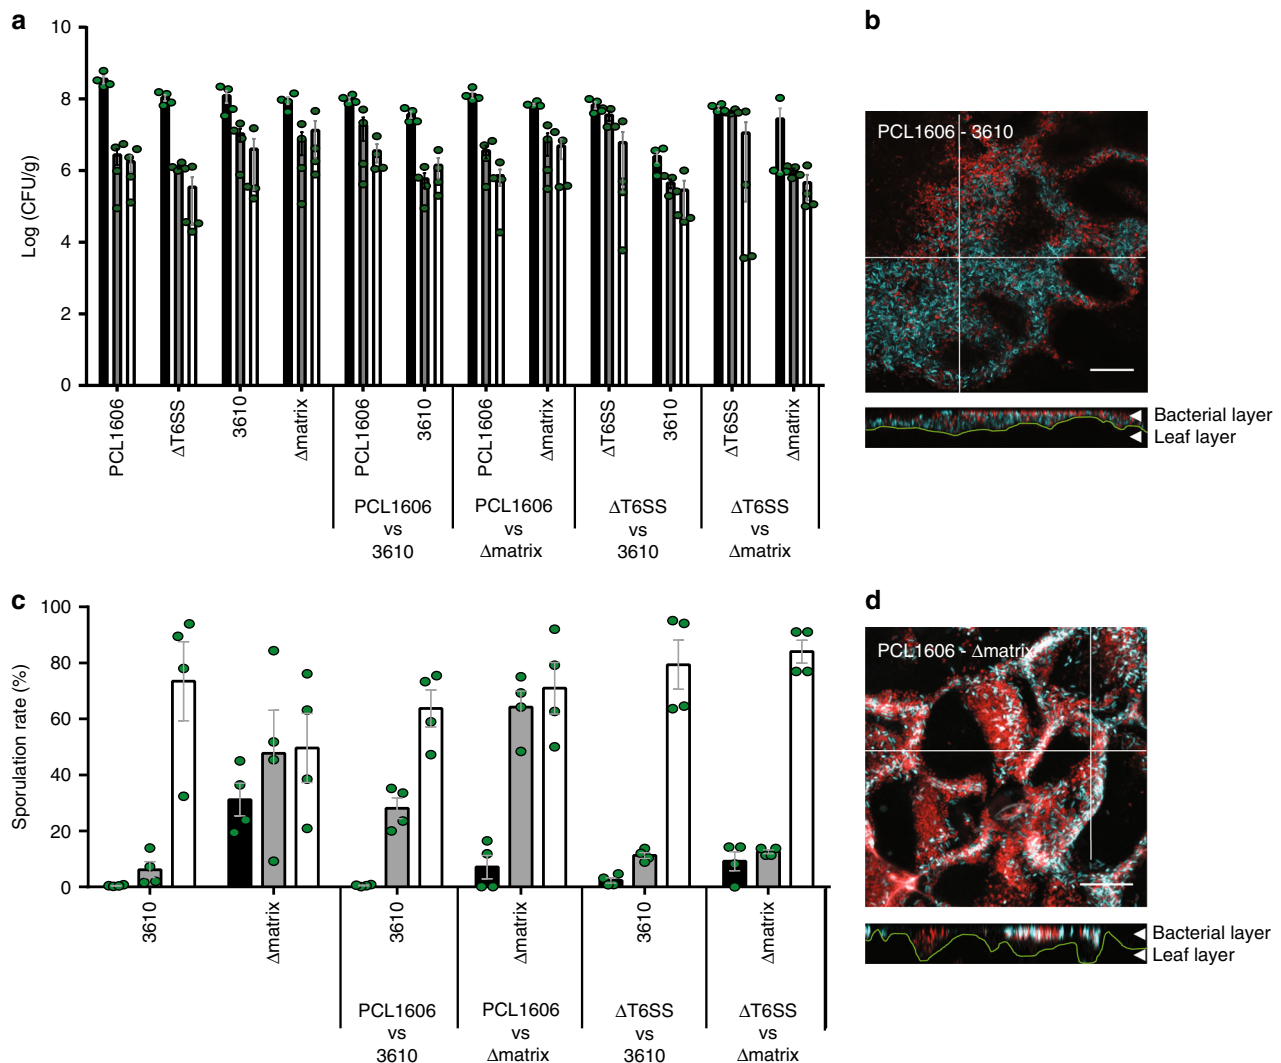 a
10
8
6
4
2
0
Log (CFU/g)
PCL1606
ΔT6SS
3610
Δmatrix
PCL1606
3610
PCL1606
Δmatrix
ΔT6SS
3610
ΔT6SS
Δmatrix
PCL1606
vs
3610
PCL1606
vs
Δmatrix
ΔT6SS
vs
3610
ΔT6SS
vs
Δmatrix
b
PCL1606 - 3610
Bacterial layer
Leaf layer
c
100
80
60
40
20
0
Sporulation rate (%)
3610
Δmatrix
3610
Δmatrix
3610
Δmatrix
PCL1606
vs
3610
PCL1606
vs
Δmatrix
ΔT6SS
vs
3610
ΔT6SS
vs
Δmatrix
d
PCL1606 - Δmatrix
Bacterial layer
Leaf layer